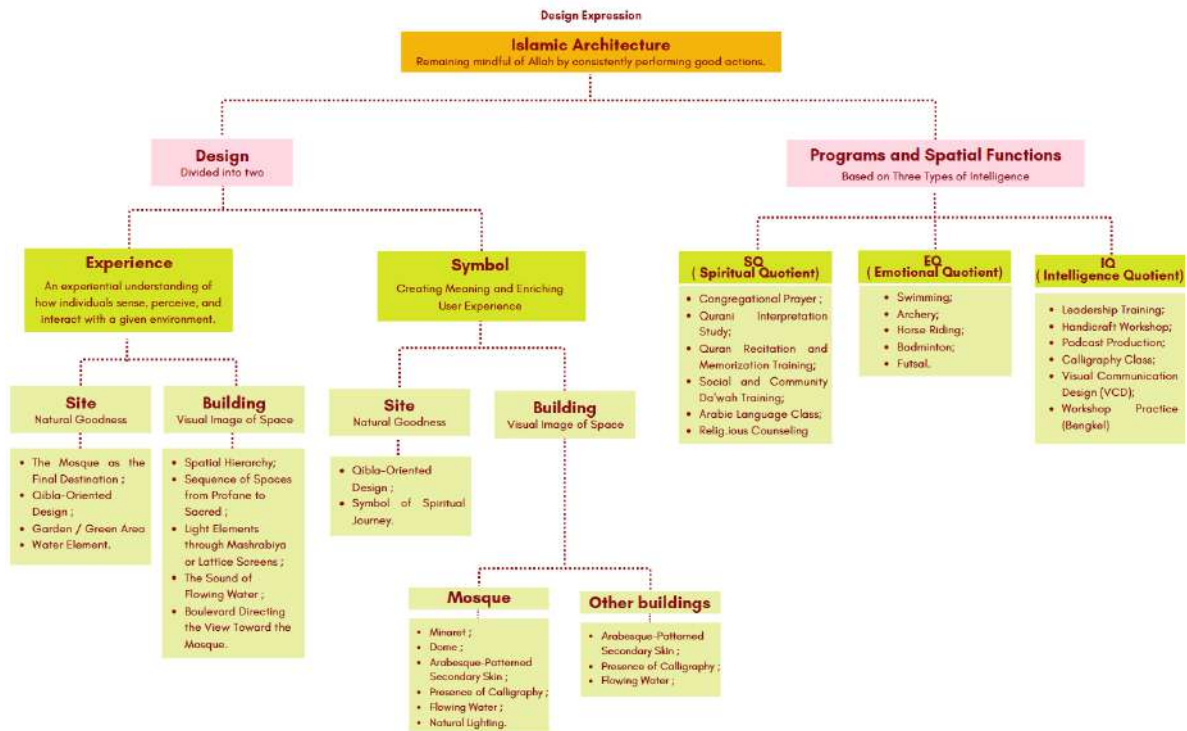 Design Expression
Islamic Architecture
Remaining mindful of Allah by consistently performing good actions.
Design
Divided into two
Programs and Spatial Functions
Based on Three Types of Intelligence
Experience
An experiential understanding of
how individuals sense, perceive, and
interact with a given environment.
Symbol
Creating Meaning and Enriching
User Experience
SQ
( Spiritual Quotient)
EQ
( Emotional Quotient)
IQ
( Intelligence Quotient)
• Congregational Prayer ;
• Qurani Interpretation
Study;
• Quran Recitation and
Memorization Training;
• Social and Community
Da'wah Training;
• Arabic Language Class;
• Relig.ious Counseling
• Swimming;
• Archery;
• Horse Riding;
• Badminton;
• Futsal.
• Leadership Training;
• Handicraft Workshop;
• Podcast Production;
• Calligraphy Class;
• Visual Communication
Design (VCD);
• Workshop Practice
(Bengkel)
Site
Natural Goodness
Building
Visual Image of Space
Site
Natural Goodness
Building
Visual Image of Space
• The Mosque as the
Final Destination ;
• Qibla-Oriented
Design ;
• Garden / Green Area
• Water Element.
• Spatial Hierarchy;
• Sequence of Spaces
from Profane to
Sacred ;
• Light Elements
through Mashrabiya
or Lattice Screens ;
• The Sound of
Flowing Water ;
• Boulevard Directing
the View Toward the
Mosque.
• Qibla-Oriented
Design ;
• Symbol of Spiritual
Journey.
Mosque
• Minaret ;
• Dome ;
• Arabesque-Patterned
Secondary Skin ;
• Presence of Calligraphy ;
• Flowing Water ;
• Natural Lighting.
Other buildings
• Arabesque-Patterned
Secondary Skin ;
• Presence of Calligraphy ;
• Flowing Water ;